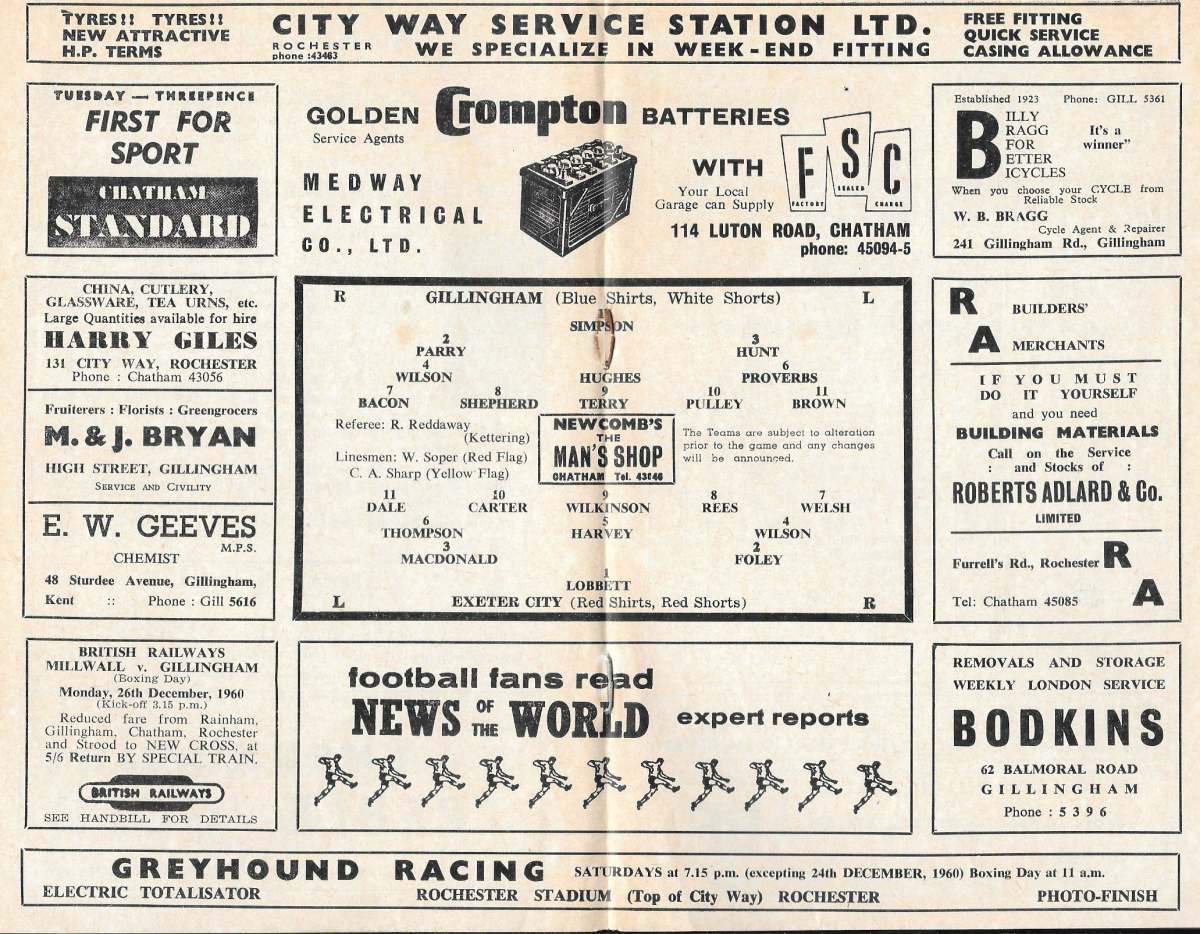 TYRES!! TYRES!!
NEW ATTRACTIVE
H.P. TERMS
CITY WAY SERVICE STATION LTD.
ROCHESTER
phone :43463
WE SPECIALIZE IN WEEK-END FITTING
FREE FITTING
QUICK SERVICE
CASING ALLOWANCE
TUESDAY — THREEPENCE
FIRST FOR
SPORT
CHATHAM
STANDARD
GOLDEN Crompton BATTERIES
Service Agents
MEDWAY
ELECTRICAL
CO., LTD.
WITH
Your Local
Garage can Supply
F S C
FACTORY SEALED CHARGE
114 LUTON ROAD, CHATHAM
phone: 45094-5
Established 1923 Phone: GILL 5361
BILLY
BRAGG
FOR
BETTER
BICYCLES
It's a
winner"
When you choose your CYCLE from
Reliable Stock
W. B. BRAGG
Cycle Agent & Repairer
241 Gillingham Rd., Gillingham
CHINA, CUTLERY,
GLASSWARE, TEA URNS, etc.
Large Quantities available for hire
HARRY GILES
131 CITY WAY, ROCHESTER
Phone : Chatham 43056
Fruiterers : Florists : Greengrocers
M. & J. BRYAN
HIGH STREET, GILLINGHAM
SERVICE AND CIVILITY
E. W. GEEVES
M.P.S.
CHEMIST
48 Sturdee Avenue, Gillingham,
Kent :: Phone : Gill 5616
R GILLINGHAM (Blue Shirts, White Shorts) L
1
SIMPSON
2 3
PARRY HUNT
4 5 6
WILSON HUGHES PROVERBS
7 8 9 10 11
BACON SHEPHERD TERRY PULLEY BROWN
Referee: R. Reddaway
(Kettering)
Linesmen: W. Soper (Red Flag)
C. A. Sharp (Yellow Flag)
NEWCOMB'S
THE
MAN'S SHOP
CHATHAM Tel. 43646
The Teams are subject to alteration
prior to the game and any changes
will be announced.
11 10 9 8 7
DALE CARTER WILKINSON REES WELSH
6 5 4
THOMPSON HARVEY WILSON
3 2
MACDONALD FOLEY
1
LOBBETT
L EXETER CITY (Red Shirts, Red Shorts) R
R BUILDERS'
A MERCHANTS
IF YOU MUST
DO IT YOURSELF
and you need
BUILDING MATERIALS
Call on the Service
: and Stocks of :
ROBERTS ADLARD & Co.
LIMITED
Furrell's Rd., Rochester R
Tel: Chatham 45085 A
BRITISH RAILWAYS
MILLWALL v. GILLINGHAM
(Boxing Day)
Monday, 26th December, 1960
(Kick-off 3.15 p.m.)
Reduced fare from Rainham,
Gillingham, Chatham, Rochester
and Strood to NEW CROSS, at
5/6 Return BY SPECIAL TRAIN.
BRITISH RAILWAYS
SEE HANDBILL FOR DETAILS
football fans read
NEWS OF THE WORLD expert reports
REMOVALS AND STORAGE
WEEKLY LONDON SERVICE
BODKINS
62 BALMORAL ROAD
GILLINGHAM
Phone : 5396
GREYHOUND RACING SATURDAYS at 7.15 p.m. (excepting 24th DECEMBER, 1960) Boxing Day at 11 a.m.
ELECTRIC TOTALISATOR ROCHESTER STADIUM (Top of City Way) ROCHESTER PHOTO-FINISH